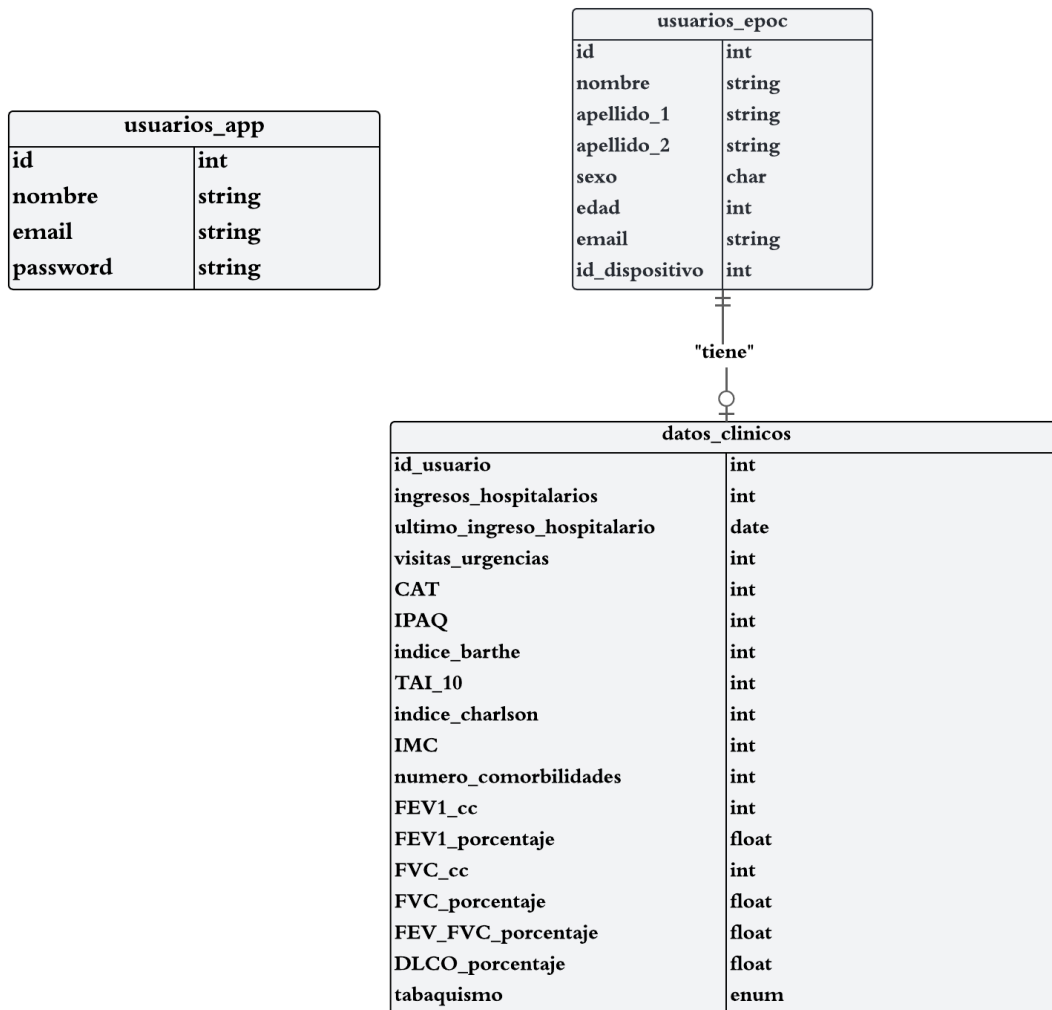 usuarios_app
id int
nombre string
email string
password string
usuarios_epoc
id int
nombre string
apellido_1 string
apellido_2 string
sexo char
edad int
email string
id_dispositivo int
"tiene"
datos_clinicos
id_usuario int
ingresos_hospitalarios int
ultimo_ingreso_hospitalario date
visitas_urgencias int
CAT int
IPAQ int
indice_barthe int
TAI_10 int
indice_charlson int
IMC int
numero_comorbilidades int
FEV1_cc int
FEV1_porcentaje float
FVC_cc int
FVC_porcentaje float
FEV_FVC_porcentaje float
DLCO_porcentaje float
tabaquismo enum